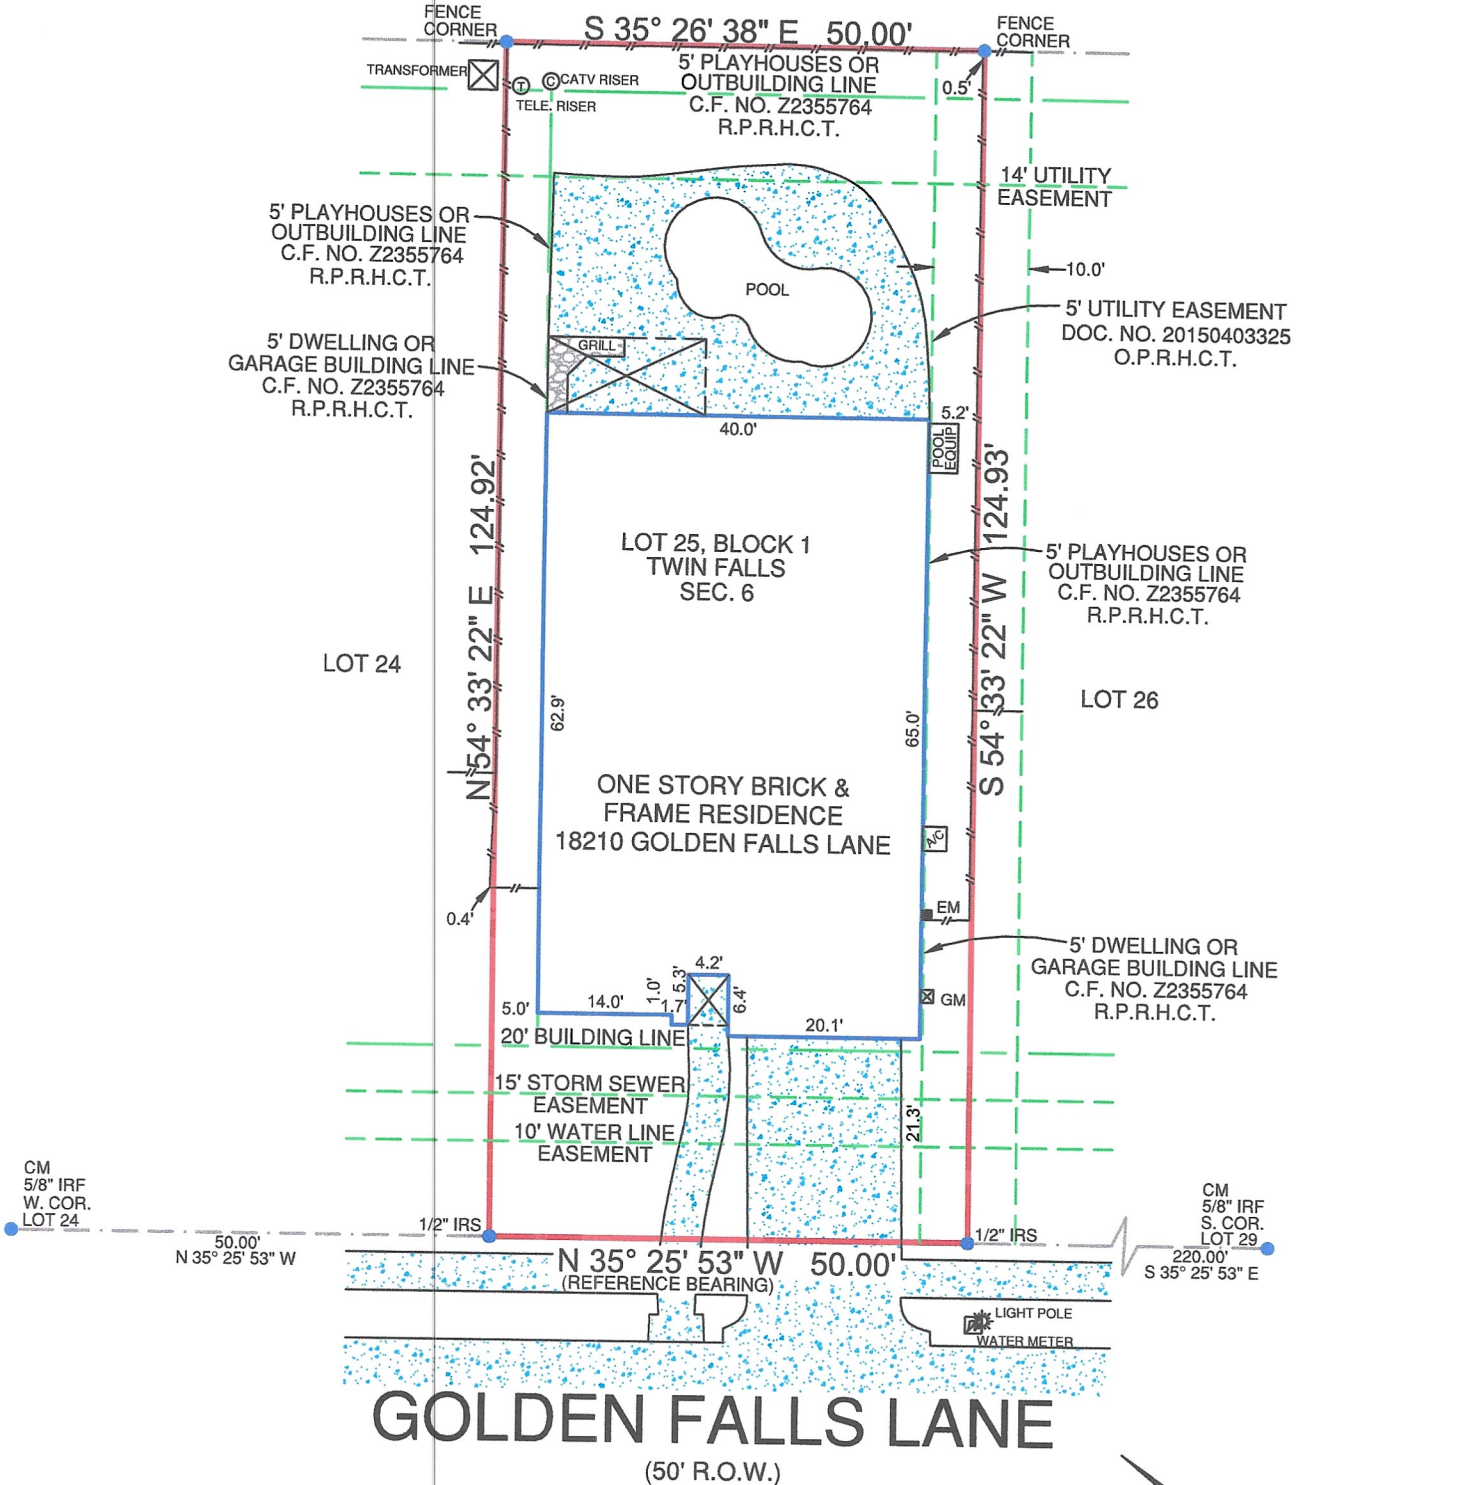 FENCE
CORNER
S 35° 26' 38" E 50.00'
FENCE
CORNER
TRANSFORMER
T
C
CATV RISER
TELE. RISER
5' PLAYHOUSES OR
OUTBUILDING LINE
C.F. NO. Z2355764
R.P.R.H.C.T.
0.5'
14' UTILITY
EASEMENT
5' PLAYHOUSES OR
OUTBUILDING LINE
C.F. NO. Z2355764
R.P.R.H.C.T.
POOL
10.0'
5' UTILITY EASEMENT
DOC. NO. 20150403325
O.P.R.H.C.T.
GRILL
5' DWELLING OR
GARAGE BUILDING LINE
C.F. NO. Z2355764
R.P.R.H.C.T.
40.0'
5.2'
POOL
EQUIP
N 54° 33' 22" E 124.92'
S 54° 33' 22" W 124.93'
LOT 25, BLOCK 1
TWIN FALLS
SEC. 6
5' PLAYHOUSES OR
OUTBUILDING LINE
C.F. NO. Z2355764
R.P.R.H.C.T.
LOT 24
LOT 26
62.9'
65.0'
ONE STORY BRICK &
FRAME RESIDENCE
18210 GOLDEN FALLS LANE
A/C
0.4'
EM
5' DWELLING OR
GARAGE BUILDING LINE
C.F. NO. Z2355764
R.P.R.H.C.T.
GM
4.2'
5.3'
1.0'
1.7'
6.4'
5.0'
14.0'
20.1'
20' BUILDING LINE
15' STORM SEWER
EASEMENT
10' WATER LINE
EASEMENT
21.3'
CM
5/8" IRF
W. COR.
LOT 24
50.00'
N 35° 25' 53" W
1/2" IRS
N 35° 25' 53" W 50.00'
(REFERENCE BEARING)
1/2" IRS
CM
5/8" IRF
S. COR.
LOT 29
220.00'
S 35° 25' 53" E
LIGHT POLE
WATER METER
GOLDEN FALLS LANE
(50' R.O.W.)